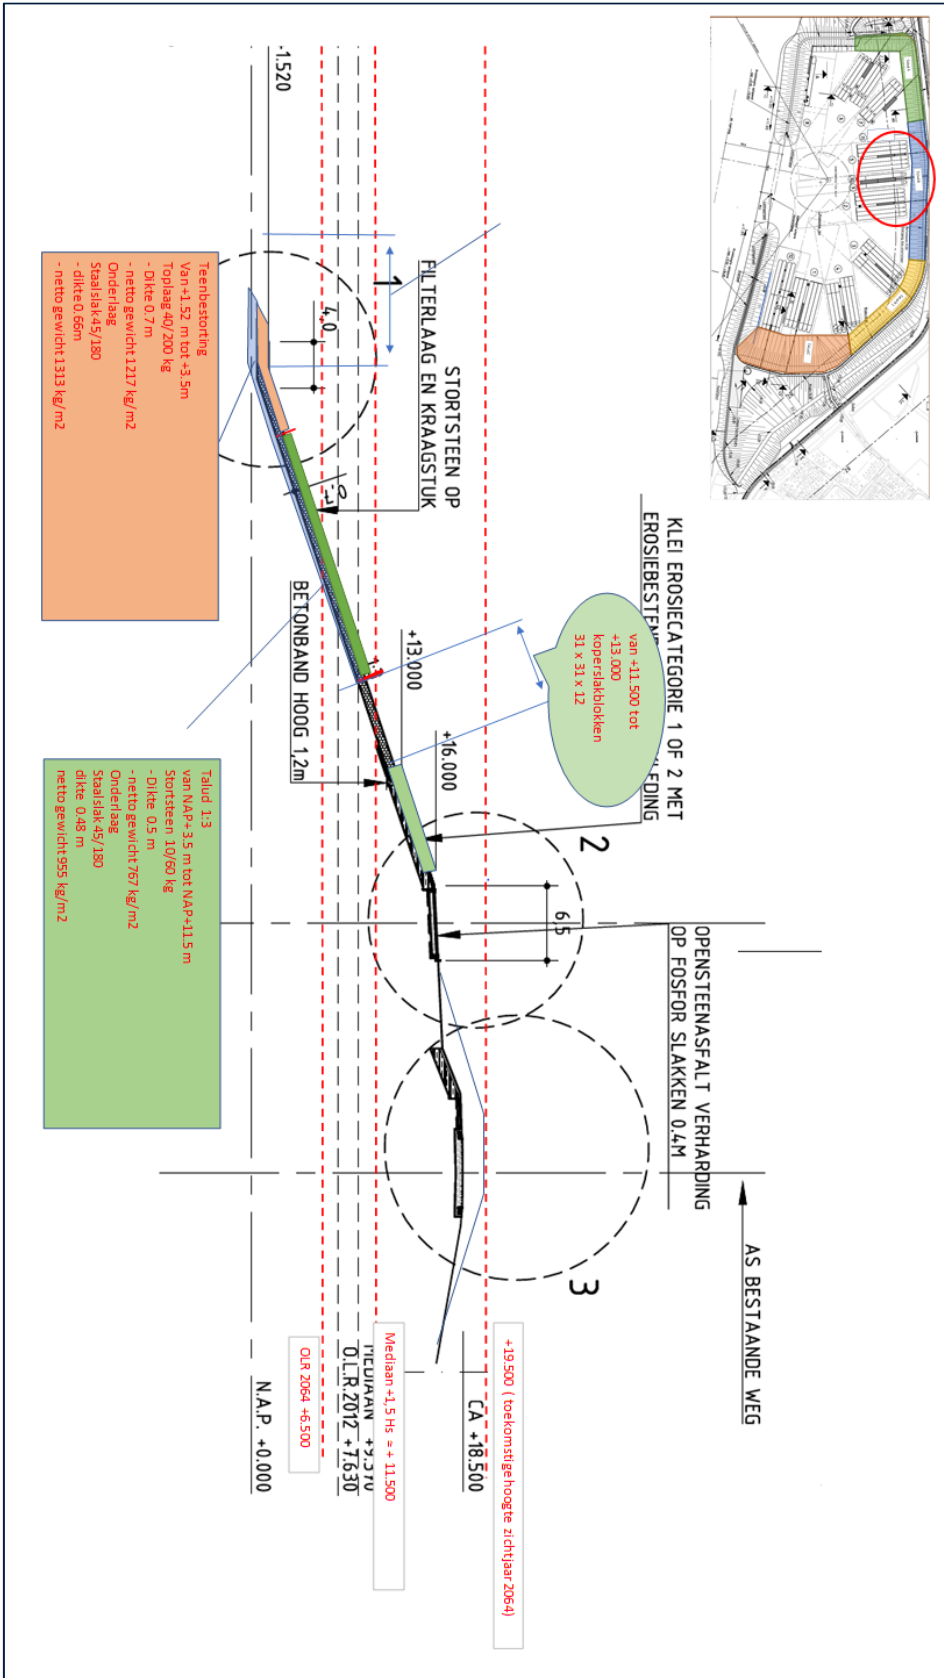 +19.500 ( toekomstige hoogte zichtjaar 2064)
AS BESTAANDE WEG
OPENSTEENASFALT VERHARDING
OP FOSFOR SLAKKEN 0.4M
KLEI EROSIECATEGORIE 1 OF 2 MET
EROSIEBESTENDIGE
van +11.500 tot
+13.000
koperslakblokken
31 x 31 x 12
STORTSTEEN OP
FILTERLAAG EN KRAAGSTUK
1
2
3
4,0
6,5
-1.520
+13.000
+16.000
1:3
BETONBAND HOOG 1,2m
CA +18.500
Mediaan +1,5 Hs = + 11.500
MEDIAAN +9.370
O.L.R.2012 +7.630
OLR 2064 +6.500
N.A.P. +0.000
Teenbestorting
Van +1.52 m tot +3.5m
Toplaag 40/200 kg
- Dikte 0.7 m
- netto gewicht 1217 kg/m2
Onderlaag
Staalslak 45/180
- dikte 0.66m
- netto gewicht 1313 kg/m2
Talud 1:3
van NAP+ 3.5 m tot NAP+11.5 m
Stortsteen 10/60 kg
- Dikte 0.5 m
- netto gewicht 767 kg/m2
Onderlaag
Staalslak 45/180
dikte 0.48 m
netto gewicht 955 kg/m2